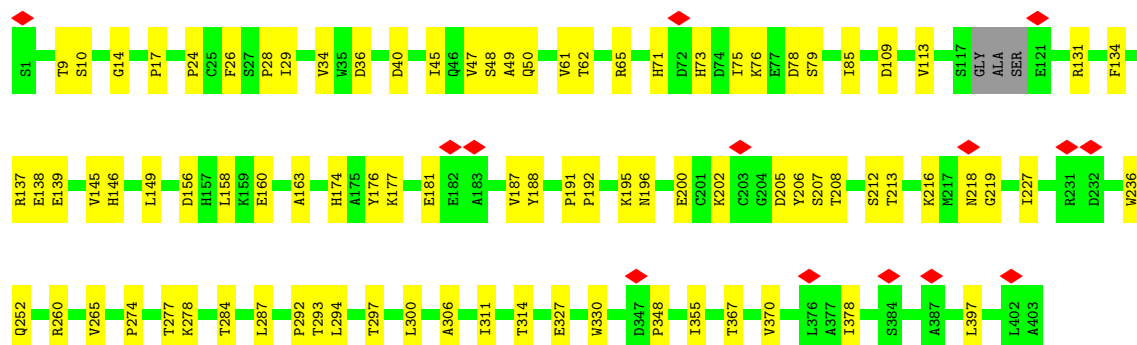 S1 T9 S10 G14 P17 P24 C25 F26 S27 P28 I29 V34 W35 D36 D40 I45 Q46 V47 S48 A49 Q50 V61 T62 R65 H71 D72 H73 D74 I75 K76 E77 D78 S79 I85 D109 V113 S117 GLY ALA SER E121 R131 F134
R137 E138 E139 V145 H146 L149 D156 H157 L158 K159 E160 A163 H174 A175 Y176 K177 E181 E182 A183 V187 Y188 P191 P192 K195 N196 E200 C201 K202 C203 G204 D205 Y206 S207 T208 S212 T213 K216 M217 N218 G219 I227 R231 D232 W236
Q252 R260 V265 P274 T277 K278 T284 L287 P292 T293 L294 T297 L300 A306 I311 T314 E327 W330 D347 P348 I355 T367 V370 L376 A377 I378 S384 A387 L397 L402 A403